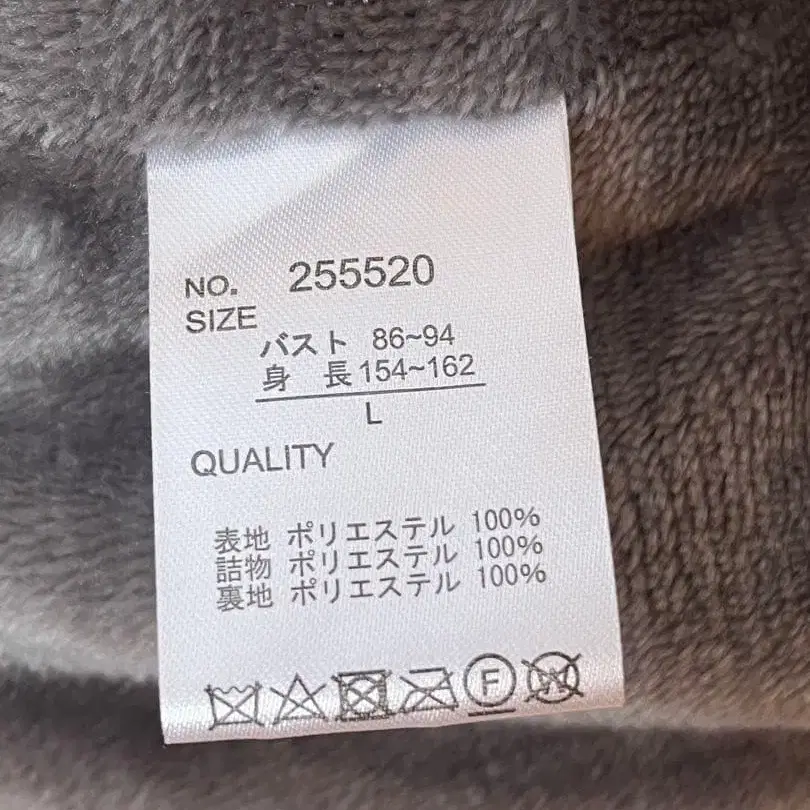 NO. 255520
SIZE
バスト 86~94
身 長 154~162
L
QUALITY
表地 ポリエステル 100%
詰物 ポリエステル 100%
裏地 ポリエステル 100%
F W